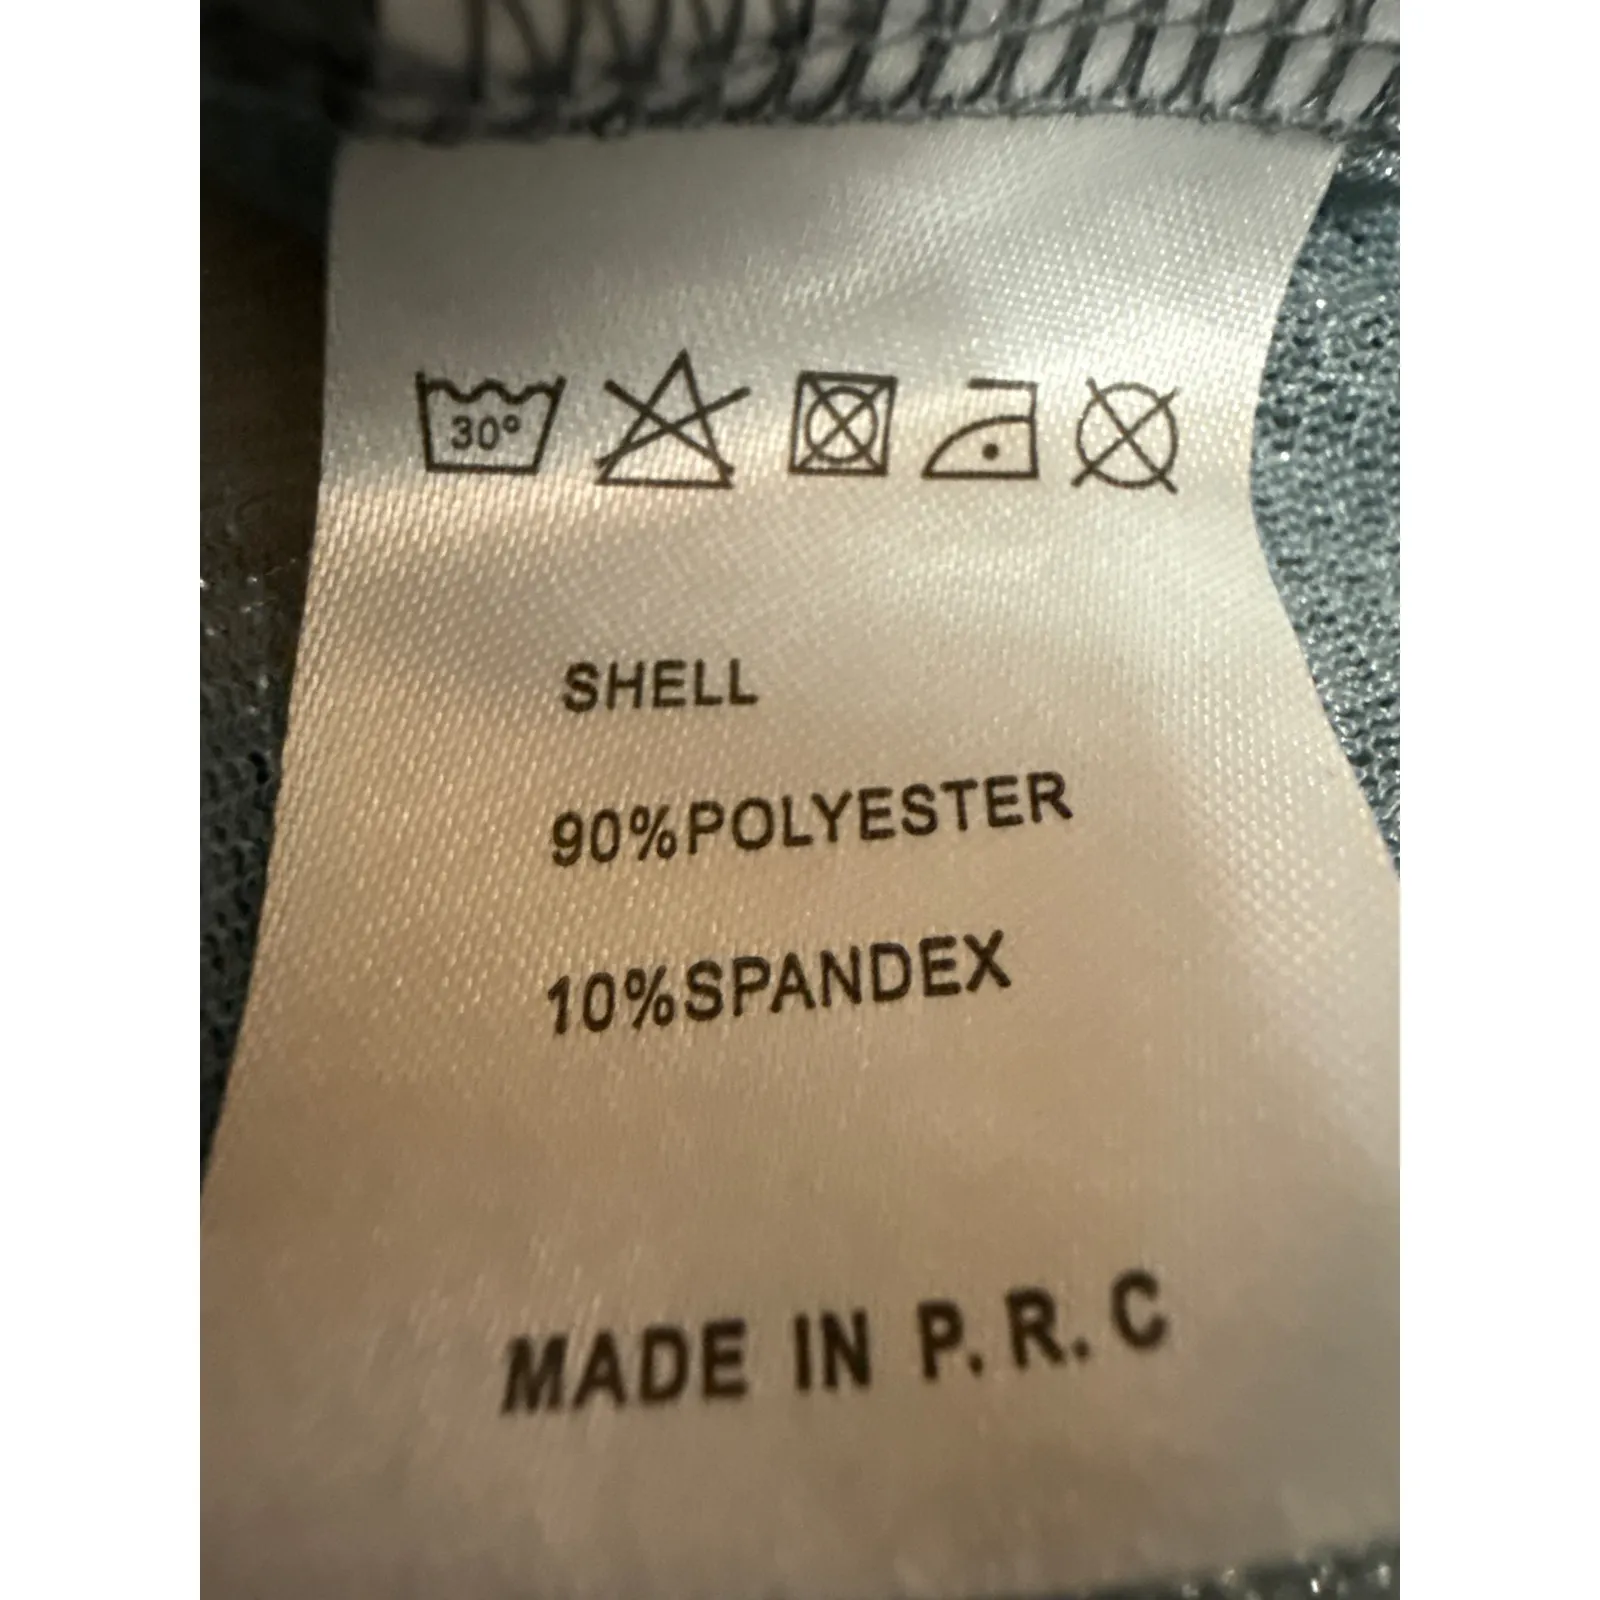 30°
SHELL
90%POLYESTER
10%SPANDEX
MADE IN P.R.C